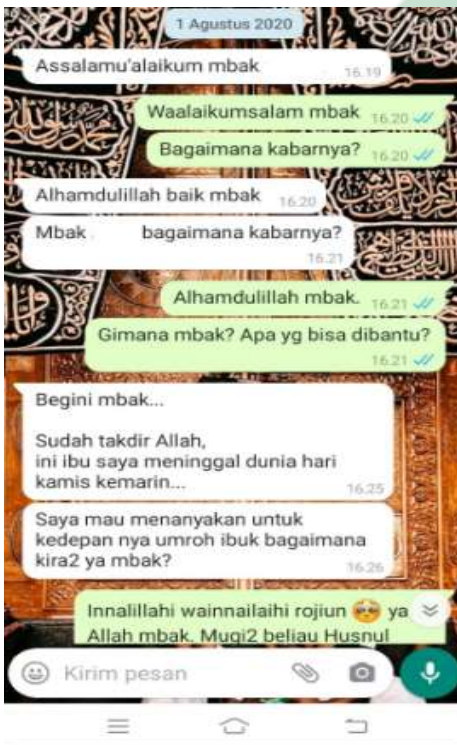 1 Agustus 2020
Assalamu'alaikum mbak 16.19
Waalaikumsalam mbak 16.20
Bagaimana kabarnya? 16.20
Alhamdulillah baik mbak 16.20
Mbak bagaimana kabarnya?
16.21
Alhamdulillah mbak. 16.21
Gimana mbak? Apa yg bisa dibantu?
16.21
Begini mbak...
Sudah takdir Allah,
ini ibu saya meninggal dunia hari
kamis kemarin... 16.25
Saya mau menanyakan untuk
kedepan nya umroh ibuk bagaimana
kira2 ya mbak? 16.26
Innalillahi wainnailaihi rojiun 🥺 ya
Allah mbak. Mugi2 beliau Husnul
Kirim pesan